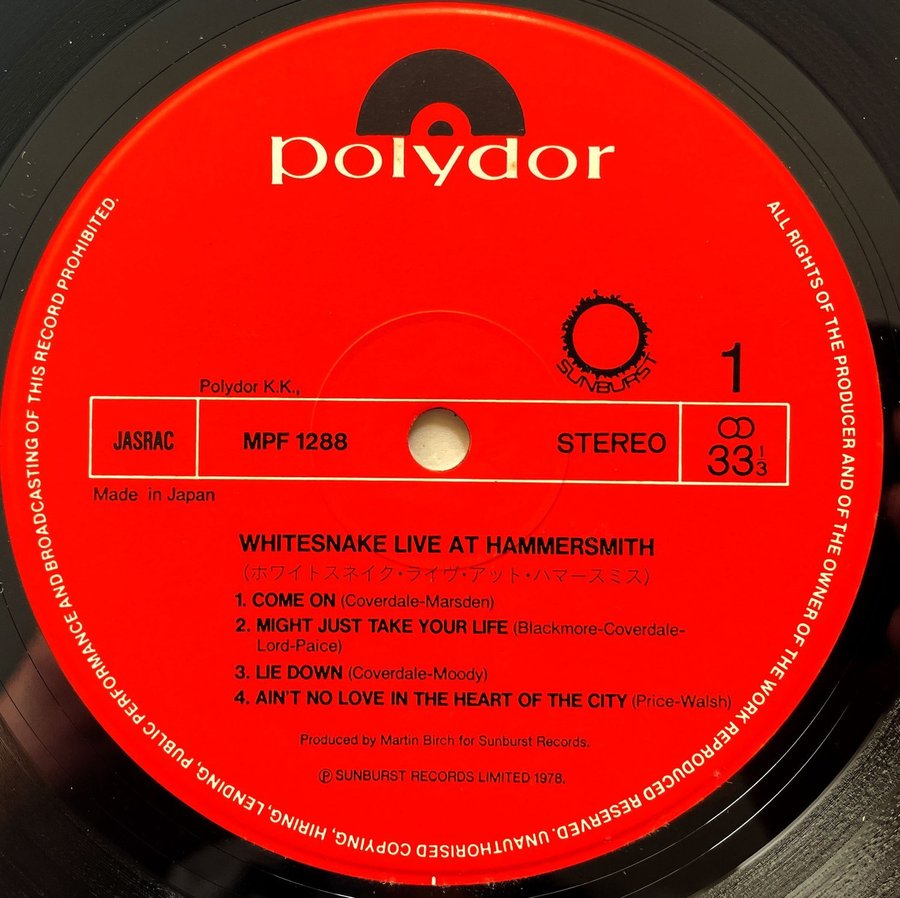 polydor
SUNBURST
1
Polydor K.K.,
JASRAC
MPF 1288
STEREO
33 1/3
Made in Japan
WHITESNAKE LIVE AT HAMMERSMITH
(ホワイトスネイク・ライヴ・アット・ハマースミス)
1. COME ON (Coverdale-Marsden)
2. MIGHT JUST TAKE YOUR LIFE (Blackmore-Coverdale-
Lord-Paice)
3. LIE DOWN (Coverdale-Moody)
4. AIN'T NO LOVE IN THE HEART OF THE CITY (Price-Walsh)
Produced by Martin Birch for Sunburst Records.
Ⓟ SUNBURST RECORDS LIMITED 1978.
ALL RIGHTS OF THE PRODUCER AND OF THE OWNER OF THE WORK REPRODUCED RESERVED. UNAUTHORISED COPYING, HIRING, LENDING, PUBLIC PERFORMANCE AND BROADCASTING OF THIS RECORD PROHIBITED.